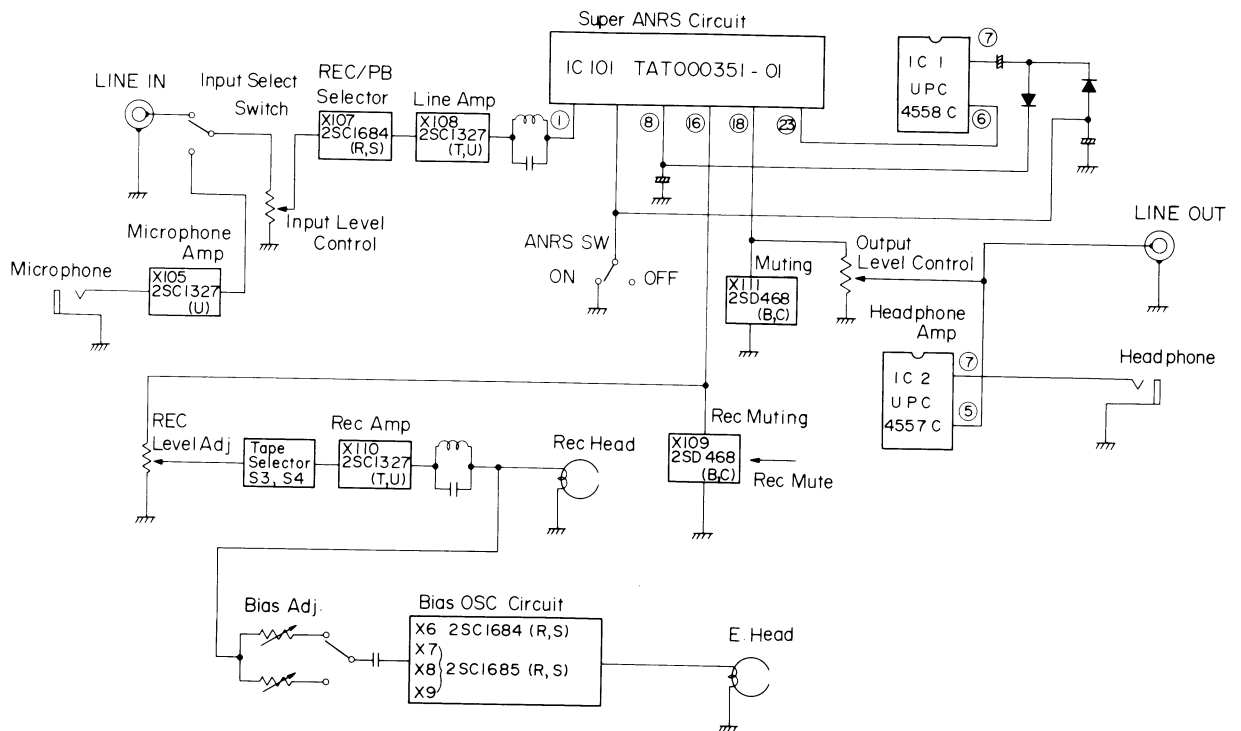 Super ANRS Circuit
IC101 TAT000351-01
① ⑧ ⑯ ⑱ ㉓
IC 1
UPC
4558 C
⑦
⑥
LINE IN
Input Select
Switch
REC/PB
Selector
X107
2SC1684
(R,S)
Line Amp
X108
2SC1327
(T,U)
Input Level
Control
Microphone
Amp
X105
2SC1327
(U)
Microphone
ANRS SW
ON
OFF
Muting
X111
2SD468
(B,C)
Output
Level Control
LINE OUT
Headphone
Amp
IC 2
UPC
4557 C
⑦
⑤
Headphone
REC
Level Adj
Tape
Selector
S3, S4
Rec Amp
X110
2SC1327
(T,U)
Rec Head
Rec Muting
X109
2SD468
(B,C)
Rec Mute
Bias Adj.
Bias OSC Circuit
X6 2SC1684 (R,S)
X7
X8 2SC1685 (R,S)
X9
E. Head